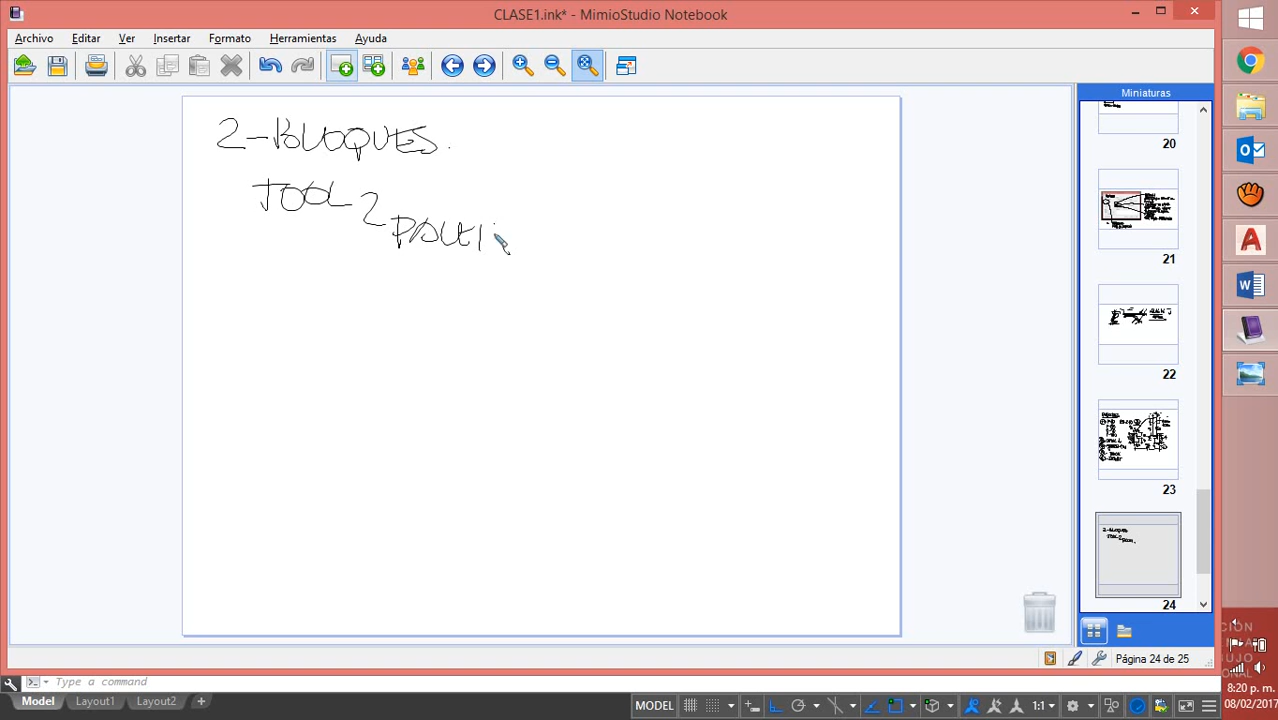 CLASE1.ink* - MimioStudio Notebook
Archivo Editar Ver Insertar Formato Herramientas Ayuda
2-BLOQUES.
TOOL
2
Miniaturas
20
21
22
23
24
Página 24 de 25
Type a command
Model Layout1 Layout2 +
MODEL
1:1
8:20 p. m.
08/02/2017